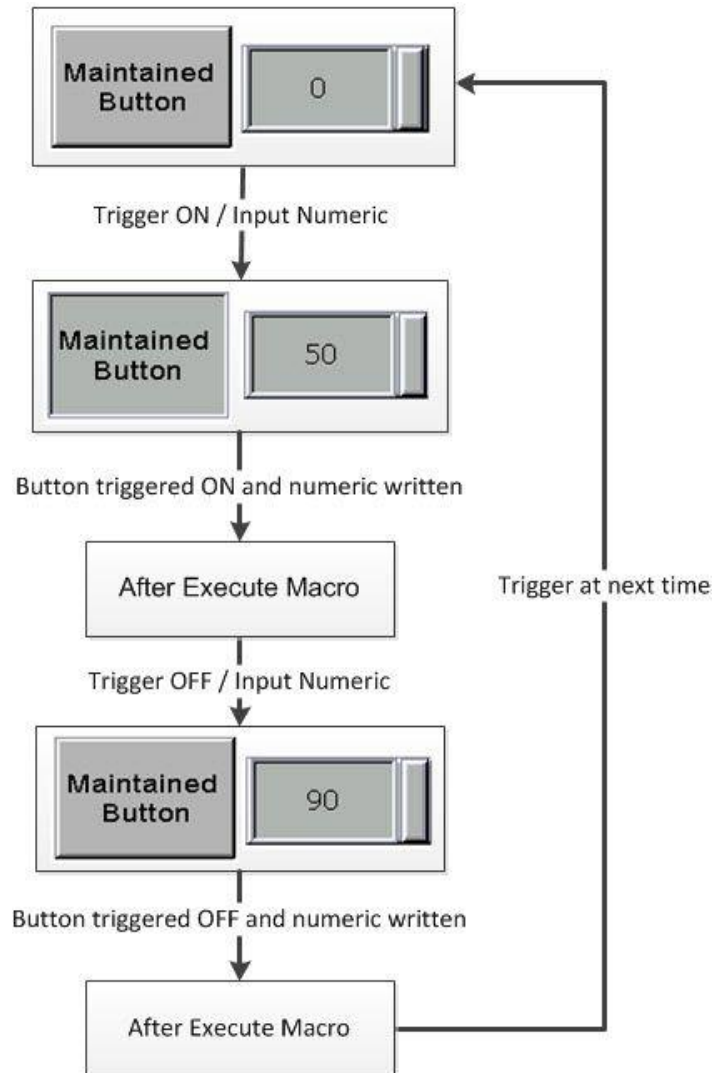 Maintained
Button
0
Trigger ON / Input Numeric
Maintained
Button
50
Button triggered ON and numeric written
After Execute Macro
Trigger at next time
Trigger OFF / Input Numeric
Maintained
Button
90
Button triggered OFF and numeric written
After Execute Macro